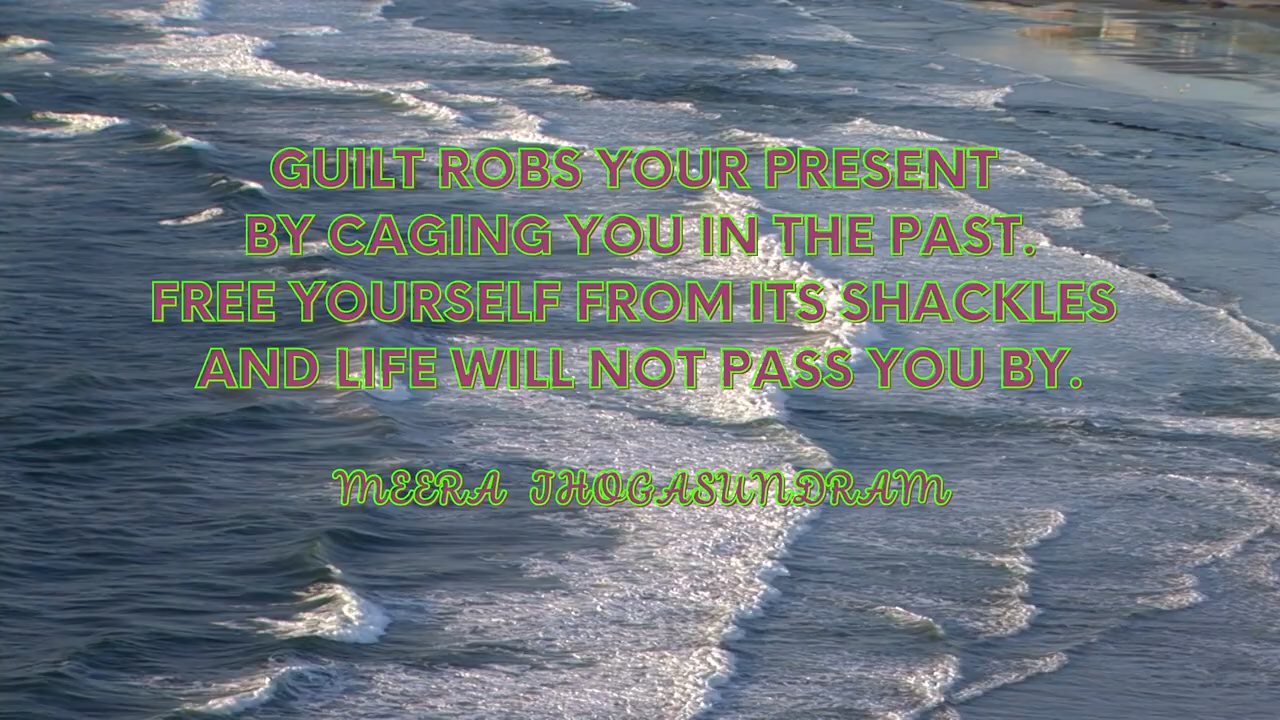 GUILT ROBS YOUR PRESENT
BY CAGING YOU IN THE PAST.
FREE YOURSELF FROM ITS SHACKLES
AND LIFE WILL NOT PASS YOU BY.
MEERA THOGASUNDRAM